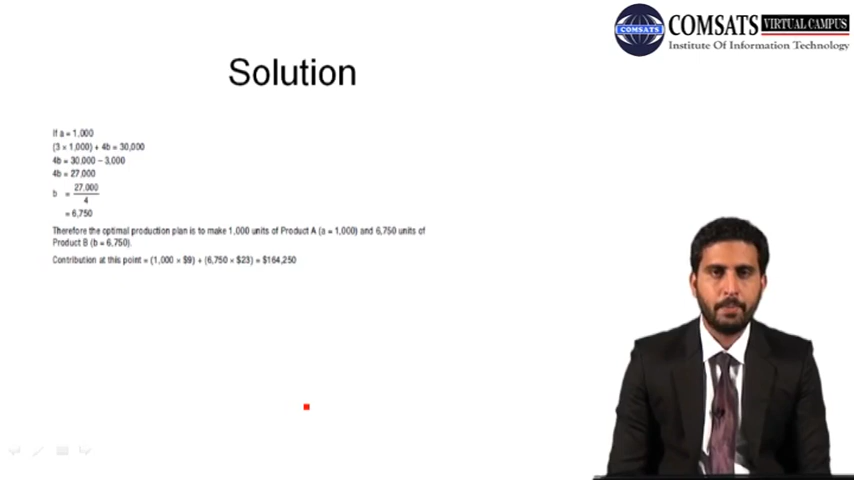 COMSATS VIRTUAL CAMPUS
COMSATS
Institute Of Information Technology
Solution
If a = 1,000
(3 × 1,000) + 4b = 30,000
4b = 30,000 – 3,000
4b = 27,000
b = 27,000
4
= 6,750
Therefore the optimal production plan is to make 1,000 units of Product A (a = 1,000) and 6,750 units of
Product B (b = 6,750).
Contribution at this point = (1,000 × $9) + (6,750 × $23) = $164,250